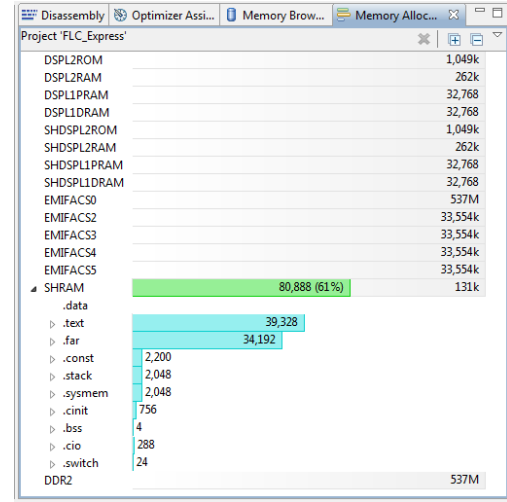 Disassembly Optimizer Assi... Memory Brow... Memory Alloc...
Project 'FLC_Express'
DSPL2ROM 1,049k
DSPL2RAM 262k
DSPL1PRAM 32,768
DSPL1DRAM 32,768
SHDSPL2ROM 1,049k
SHDSPL2RAM 262k
SHDSPL1PRAM 32,768
SHDSPL1DRAM 32,768
EMIFACS0 537M
EMIFACS2 33,554k
EMIFACS3 33,554k
EMIFACS4 33,554k
EMIFACS5 33,554k
SHRAM 80,888 (61%) 131k
.data
.text 39,328
.far 34,192
.const 2,200
.stack 2,048
.sysmem 2,048
.cinit 756
.bss 4
.cio 288
.switch 24
DDR2 537M